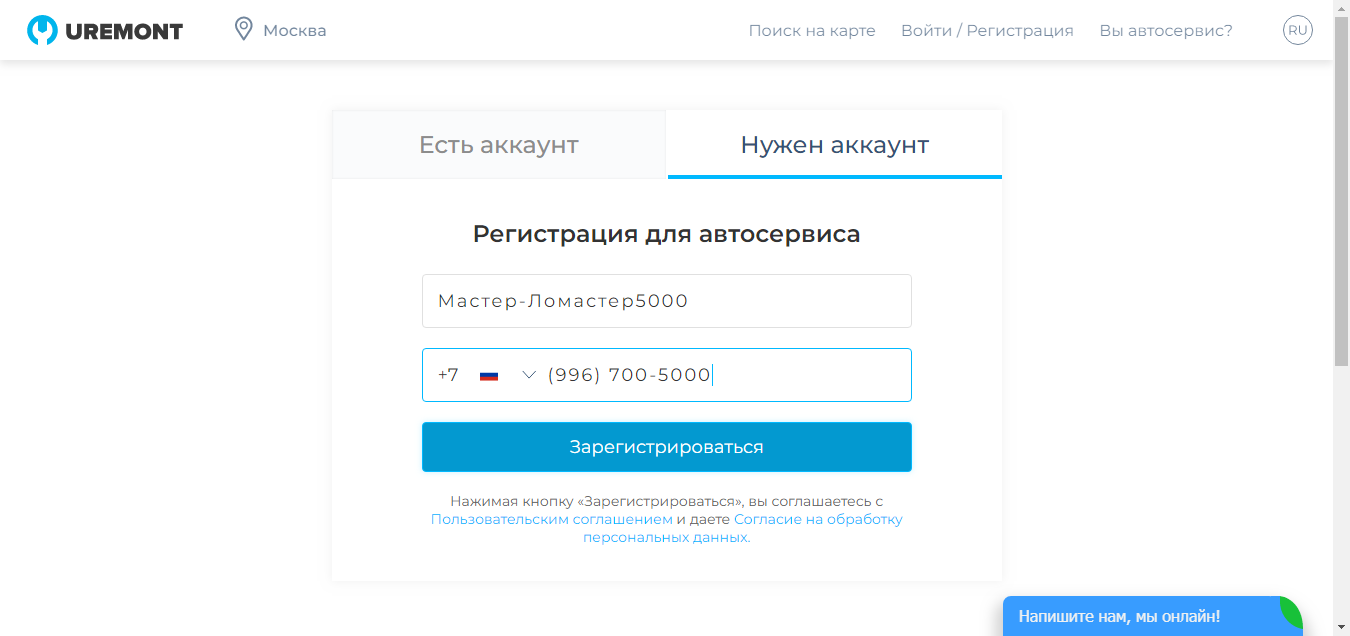 UREMONT
Москва
Поиск на карте
Войти / Регистрация
Вы автосервис?
RU
Есть аккаунт
Нужен аккаунт
Регистрация для автосервиса
Мастер-Ломастер5000
+7 (996) 700-5000
Зарегистрироваться
Нажимая кнопку «Зарегистрироваться», вы соглашаетесь с
Пользовательским соглашением и даете Согласие на обработку
персональных данных.
Напишите нам, мы онлайн!